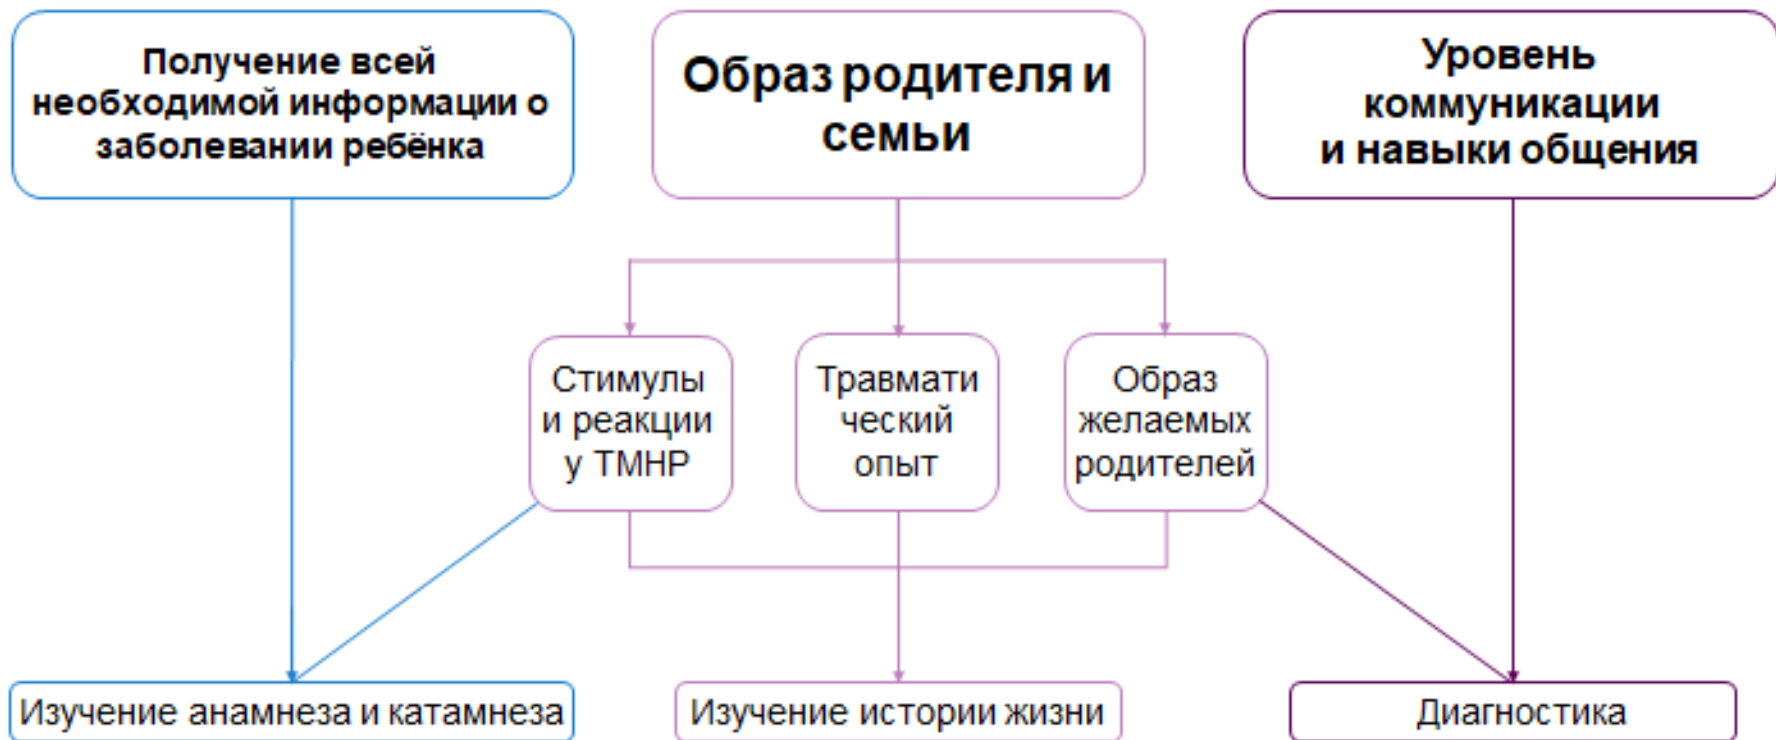 Получение всей
необходимой информации о
заболевании ребёнка
Образ родителя и
семьи
Уровень
коммуникации
и навыки общения
Стимулы
и реакции
у ТМНР
Травмати
ческий
опыт
Образ
желаемых
родителей
Изучение анамнеза и катамнеза
Изучение истории жизни
Диагностика